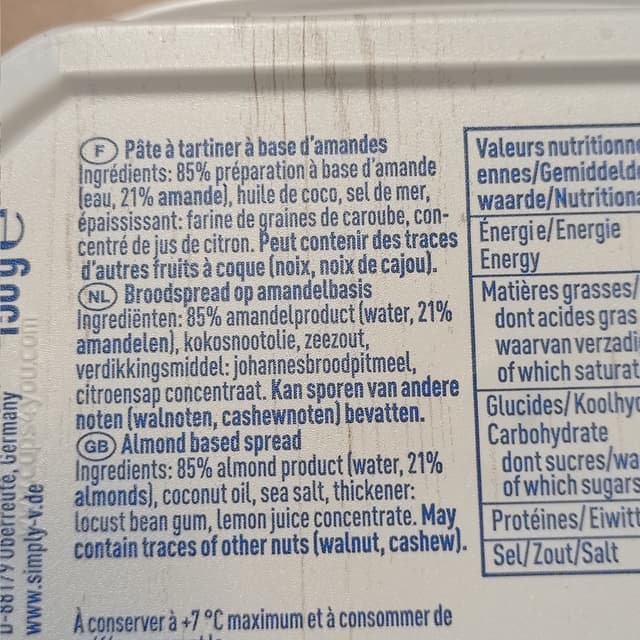 F Pâte à tartiner à base d'amandes
Ingrédients: 85% préparation à base d'amande
(eau, 21% amande), huile de coco, sel de mer,
épaississant: farine de graines de caroube, con-
centré de jus de citron. Peut contenir des traces
d'autres fruits à coque (noix, noix de cajou).
NL Broodspread op amandelbasis
Ingrediënten: 85% amandelproduct (water, 21%
amandelen), kokosnootolie, zeezout,
verdikkingsmiddel: johannesbroodpitmeel,
citroensap concentraat. Kan sporen van andere
noten (walnoten, cashewnoten) bevatten.
GB Almond based spread
Ingredients: 85% almond product (water, 21%
almonds), coconut oil, sea salt, thickener:
locust bean gum, lemon juice concentrate. May
contain traces of other nuts (walnut, cashew).
À conserver à +7 °C maximum et à consommer de
Valeurs nutritionn
ennes/Gemiddeld
waarde/Nutritiona
Énergie/Energie
Energy
Matières grasses/
dont acides gras
waarvan verzadi
of which saturat
Glucides/Koolhy
Carbohydrate
dont sucres/wa
of which sugars
Protéines/Eiwitt
Sel/Zout/Salt
150g e
D-88179 Oberreute, Germany
www.simply-v.de